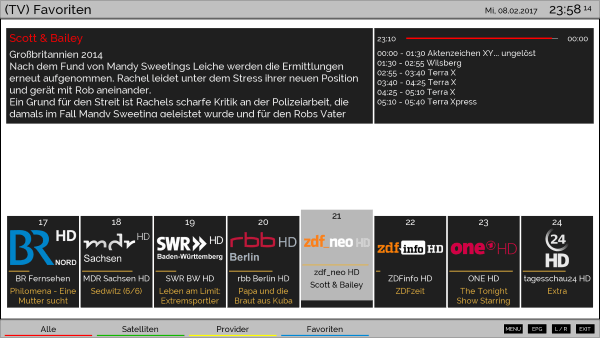 (TV) Favoriten
Mi, 08.02.2017 23:58 14
Scott & Bailey
Großbritannien 2014
Nach dem Fund von Mandy Sweetings Leiche werden die Ermittlungen
erneut aufgenommen. Rachel leidet unter dem Stress ihrer neuen Position
und gerät mit Rob aneinander.
Ein Grund für den Streit ist Rachels scharfe Kritik an der Polizeiarbeit, die
damals im Fall Mandy Sweeting geleistet wurde und für den Robs Vater
23:10 00:00
00:00 - 01:30 Aktenzeichen XY... ungelöst
01:30 - 02:55 Wilsberg
02:55 - 03:40 Terra X
03:40 - 04:25 Terra X
04:25 - 05:10 Terra X
05:10 - 05:40 Terra Xpress
17
BR HD
NORD
BR Fernsehen
Philomena - Eine
Mutter sucht
18
mdr HD
Sachsen
MDR Sachsen HD
Sedwitz (6/6)
19
SWR HD
Baden-Württemberg
SWR BW HD
Leben am Limit:
Extremsportler
20
rbb HD
Berlin
rbb Berlin HD
Papa und die
Braut aus Kuba
21
zdf_neo HD
zdf_neo HD
Scott & Bailey
22
zdf info HD
ZDFinfo HD
ZDFzeit
23
one HD
ONE HD
The Tonight
Show Starring
24
24
HD
tagesschau24 HD
Extra
Alle
Satelliten
Provider
Favoriten
MENU
EPG
L / R
EXIT